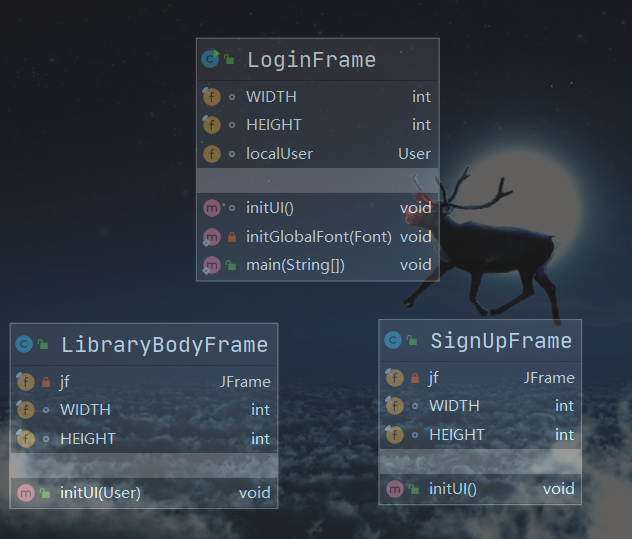 LoginFrame
WIDTH int
HEIGHT int
localUser User
initUI() void
initGlobalFont(Font) void
main(String[]) void
LibraryBodyFrame
jf JFrame
WIDTH int
HEIGHT int
initUI(User) void
SignUpFrame
jf JFrame
WIDTH int
HEIGHT int
initUI() void